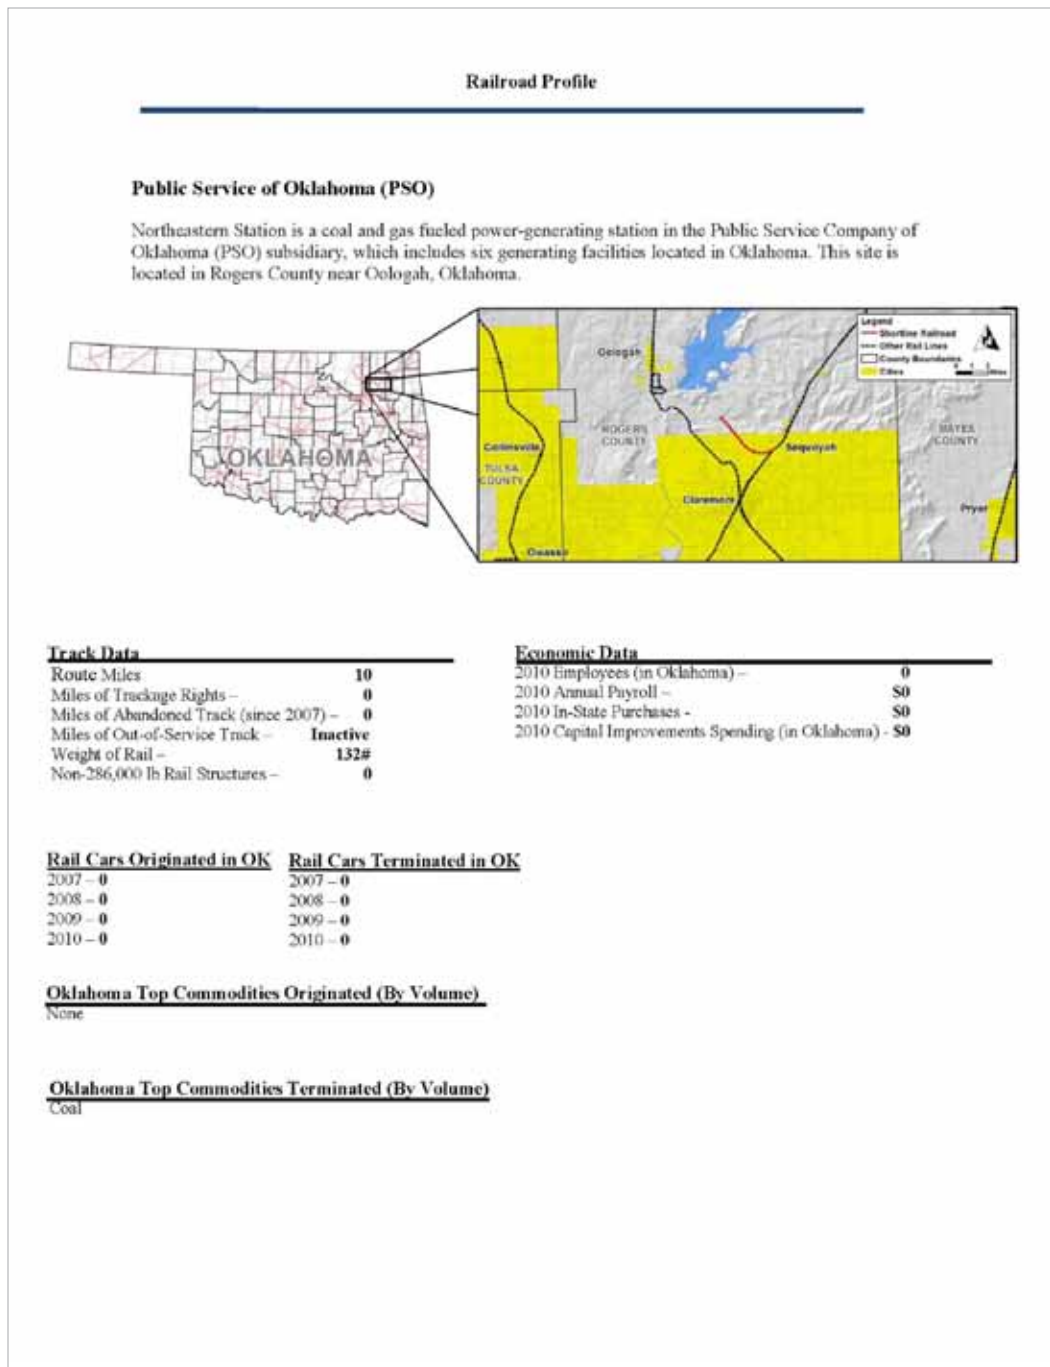 Railroad Profile
Public Service of Oklahoma (PSO)
Northeastern Station is a coal and gas fueled power-generating station in the Public Service Company of
Oklahoma (PSO) subsidiary, which includes six generating facilities located in Oklahoma. This site is
located in Rogers County near Oologah, Oklahoma.
OKLAHOMA
Legend
Shortline Railroad
Other Rail Lines
County Boundaries
Cities
Miles
Oologah
ROGERS
COUNTY
MAYES
COUNTY
Collinsville
Sequoyah
TULSA
COUNTY
Claremore
Pryor
Owasso
Track Data
Route Miles 10
Miles of Trackage Rights – 0
Miles of Abandoned Track (since 2007) – 0
Miles of Out-of-Service Track – Inactive
Weight of Rail – 132#
Non-286,000 lb Rail Structures – 0
Economic Data
2010 Employees (in Oklahoma) – 0
2010 Annual Payroll – $0
2010 In-State Purchases - $0
2010 Capital Improvements Spending (in Oklahoma) - $0
Rail Cars Originated in OK
2007 – 0
2008 – 0
2009 – 0
2010 – 0
Rail Cars Terminated in OK
2007 – 0
2008 – 0
2009 – 0
2010 – 0
Oklahoma Top Commodities Originated (By Volume)
None
Oklahoma Top Commodities Terminated (By Volume)
Coal